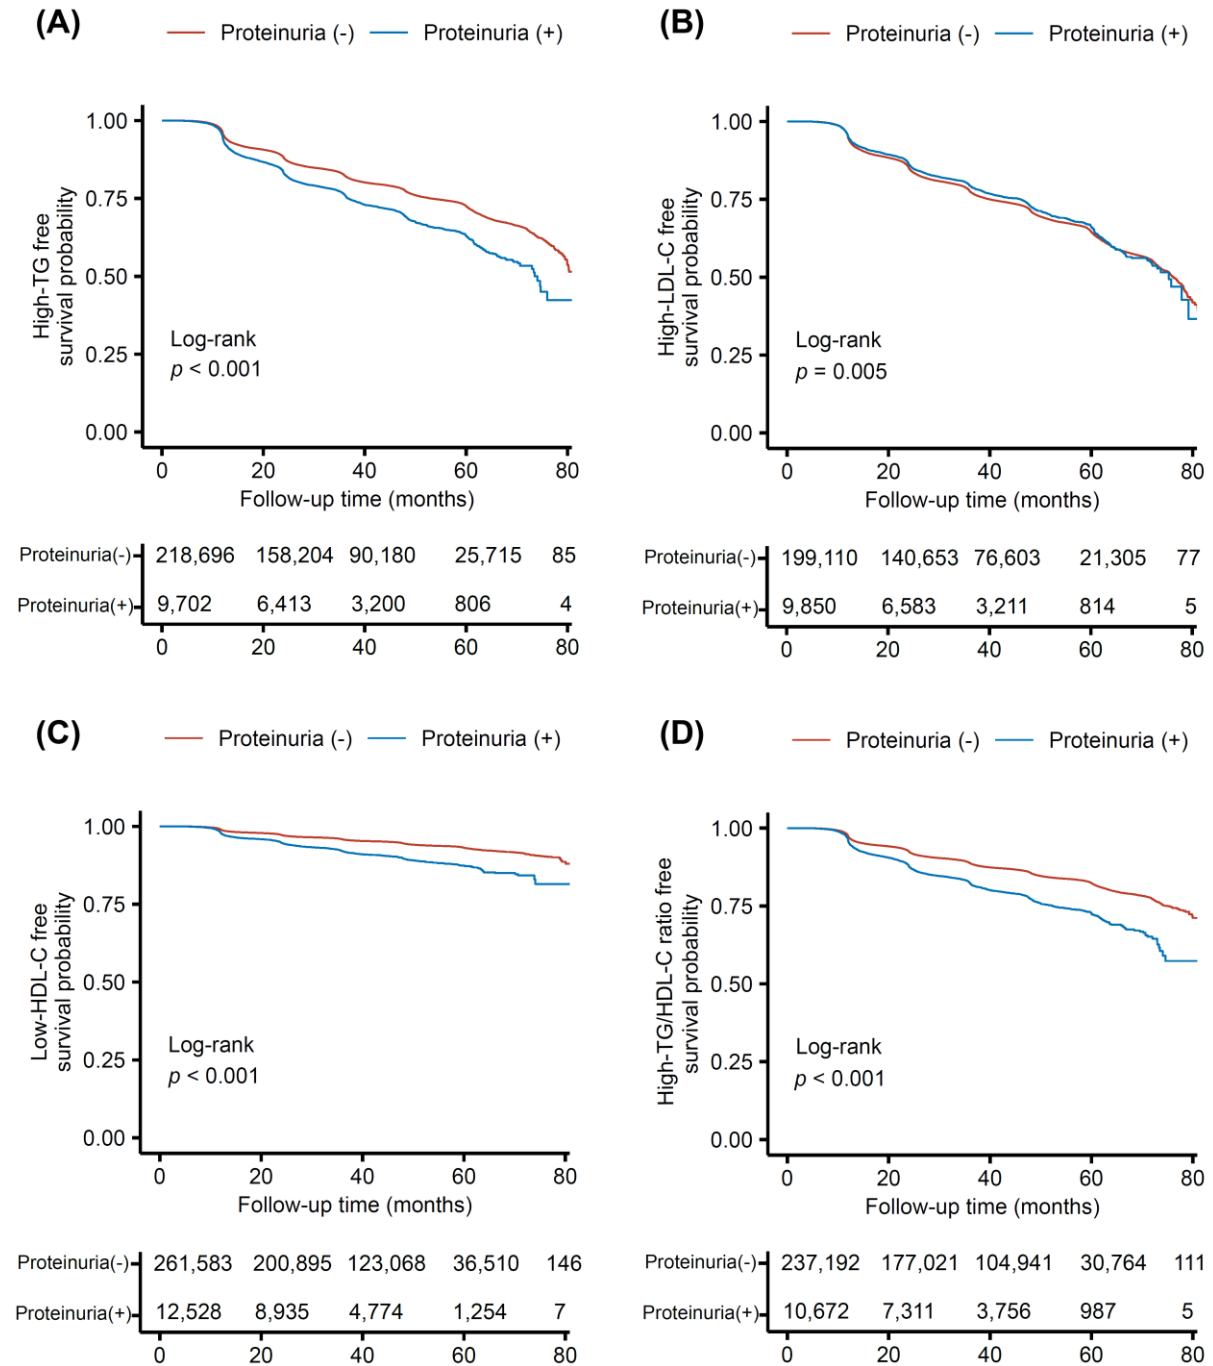 (A)
Proteinuria (-) Proteinuria (+)
High-TG free
survival probability
1.00
0.75
0.50
0.25
0.00
Log-rank
p < 0.001
0 20 40 60 80
Follow-up time (months)
Proteinuria(-) 218,696 158,204 90,180 25,715 85
Proteinuria(+) 9,702 6,413 3,200 806 4
0 20 40 60 80
(B)
Proteinuria (-) Proteinuria (+)
High-LDL-C free
survival probability
1.00
0.75
0.50
0.25
0.00
Log-rank
p = 0.005
0 20 40 60 80
Follow-up time (months)
Proteinuria(-) 199,110 140,653 76,603 21,305 77
Proteinuria(+) 9,850 6,583 3,211 814 5
0 20 40 60 80
(C)
Proteinuria (-) Proteinuria (+)
Low-HDL-C free
survival probability
1.00
0.75
0.50
0.25
0.00
Log-rank
p < 0.001
0 20 40 60 80
Follow-up time (months)
Proteinuria(-) 261,583 200,895 123,068 36,510 146
Proteinuria(+) 12,528 8,935 4,774 1,254 7
0 20 40 60 80
(D)
Proteinuria (-) Proteinuria (+)
High-TG/HDL-C ratio free
survival probability
1.00
0.75
0.50
0.25
0.00
Log-rank
p < 0.001
0 20 40 60 80
Follow-up time (months)
Proteinuria(-) 237,192 177,021 104,941 30,764 111
Proteinuria(+) 10,672 7,311 3,756 987 5
0 20 40 60 80